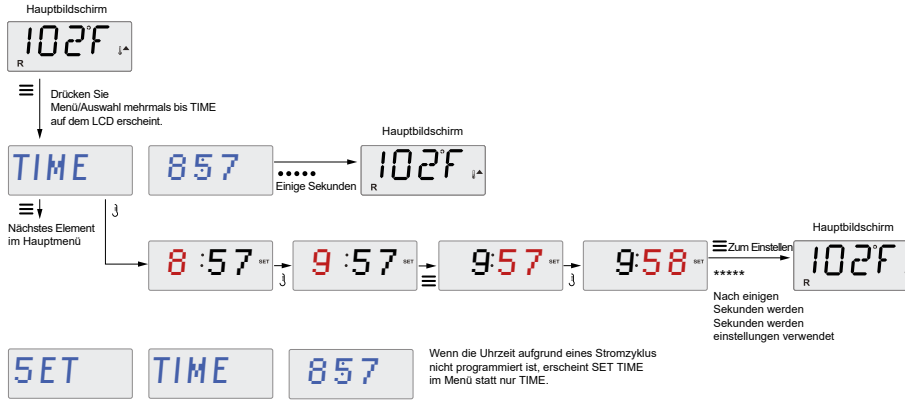 Hauptbildschirm
102°F
R
Drücken Sie
Menü/Auswahl mehrmals bis TIME
auf dem LCD erscheint.
Hauptbildschirm
TIME
857
•••••
Einige Sekunden
102°F
R
Nächstes Element
im Hauptmenü
Hauptbildschirm
8:57 SET
9:57 SET
9:57 SET
9:58 SET
Zum Einstellen
*****
Nach einigen
Sekunden werden
Sekunden werden
einstellungen verwendet
102°F
R
SET
TIME
857
Wenn die Uhrzeit aufgrund eines Stromzyklus
nicht programmiert ist, erscheint SET TIME
im Menü statt nur TIME.